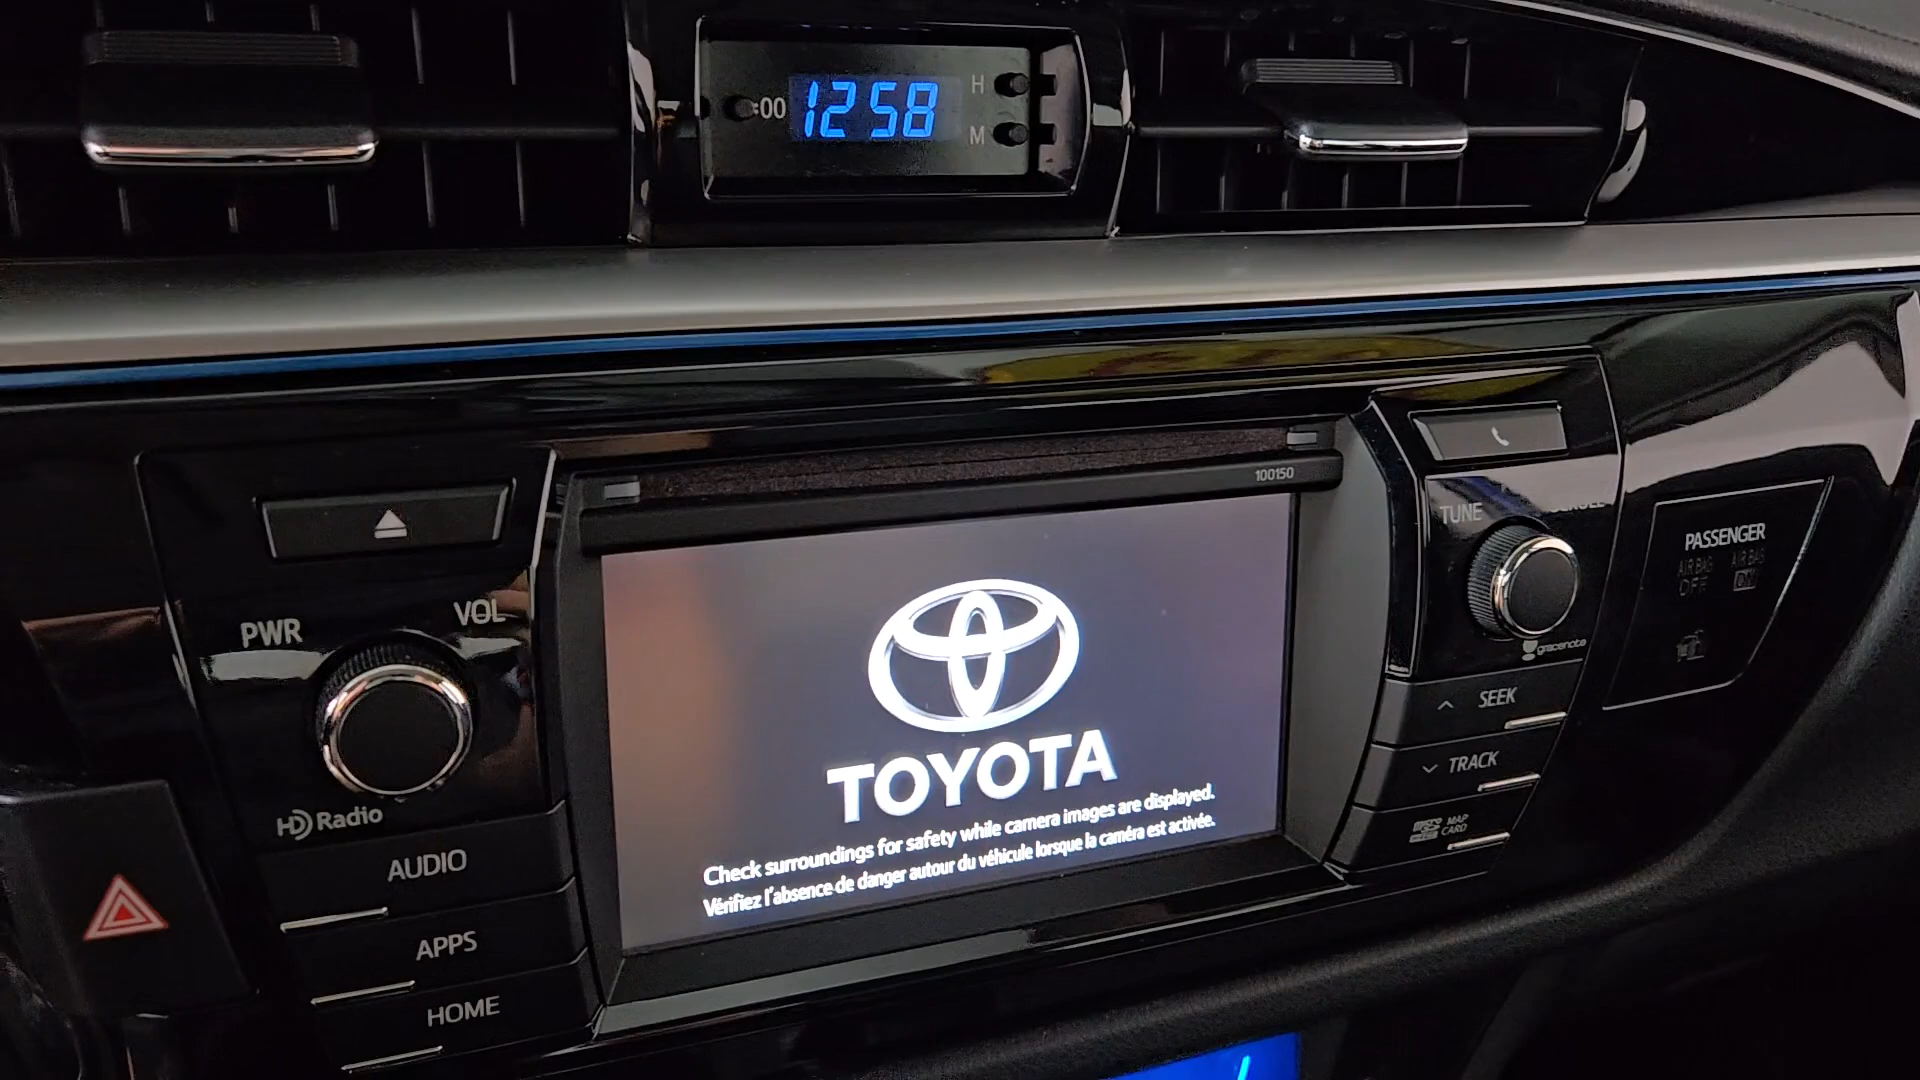 :00
12 58
H
M
100150
TUNE
PASSENGER
AIR BAG
OFF
AIR BAG
ON
PWR
VOL
gracenote
TOYOTA
SEEK
TRACK
HD Radio
Check surroundings for safety while camera images are displayed.
Vérifiez l'absence de danger autour du véhicule lorsque la caméra est activée.
micro SD
MAP
CARD
AUDIO
APPS
HOME